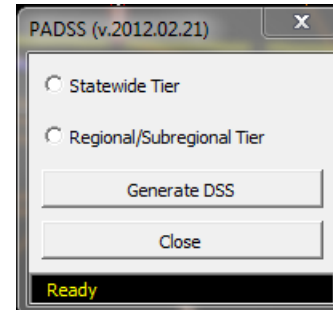 PADSS (v.2012.02.21)
Statewide Tier
Regional/Subregional Tier
Generate DSS
Close
Ready